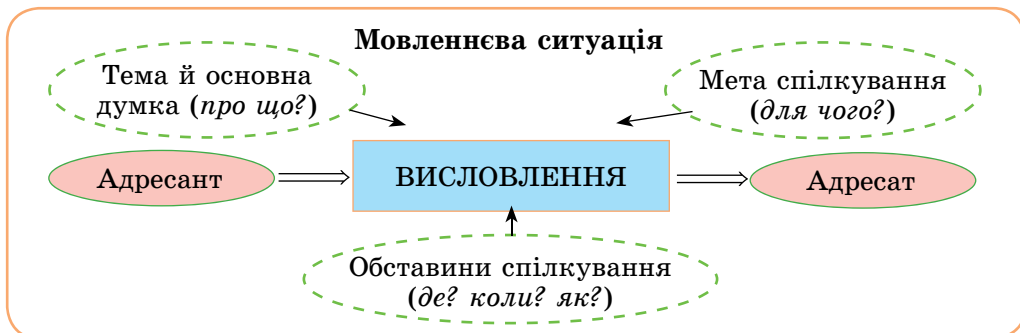 Мовленнєва ситуація
Тема й основна
думка (про що?)
Мета спілкування
(для чого?)
Адресант
ВИСЛОВЛЕННЯ
Адресат
Обставини спілкування
(де? коли? як?)